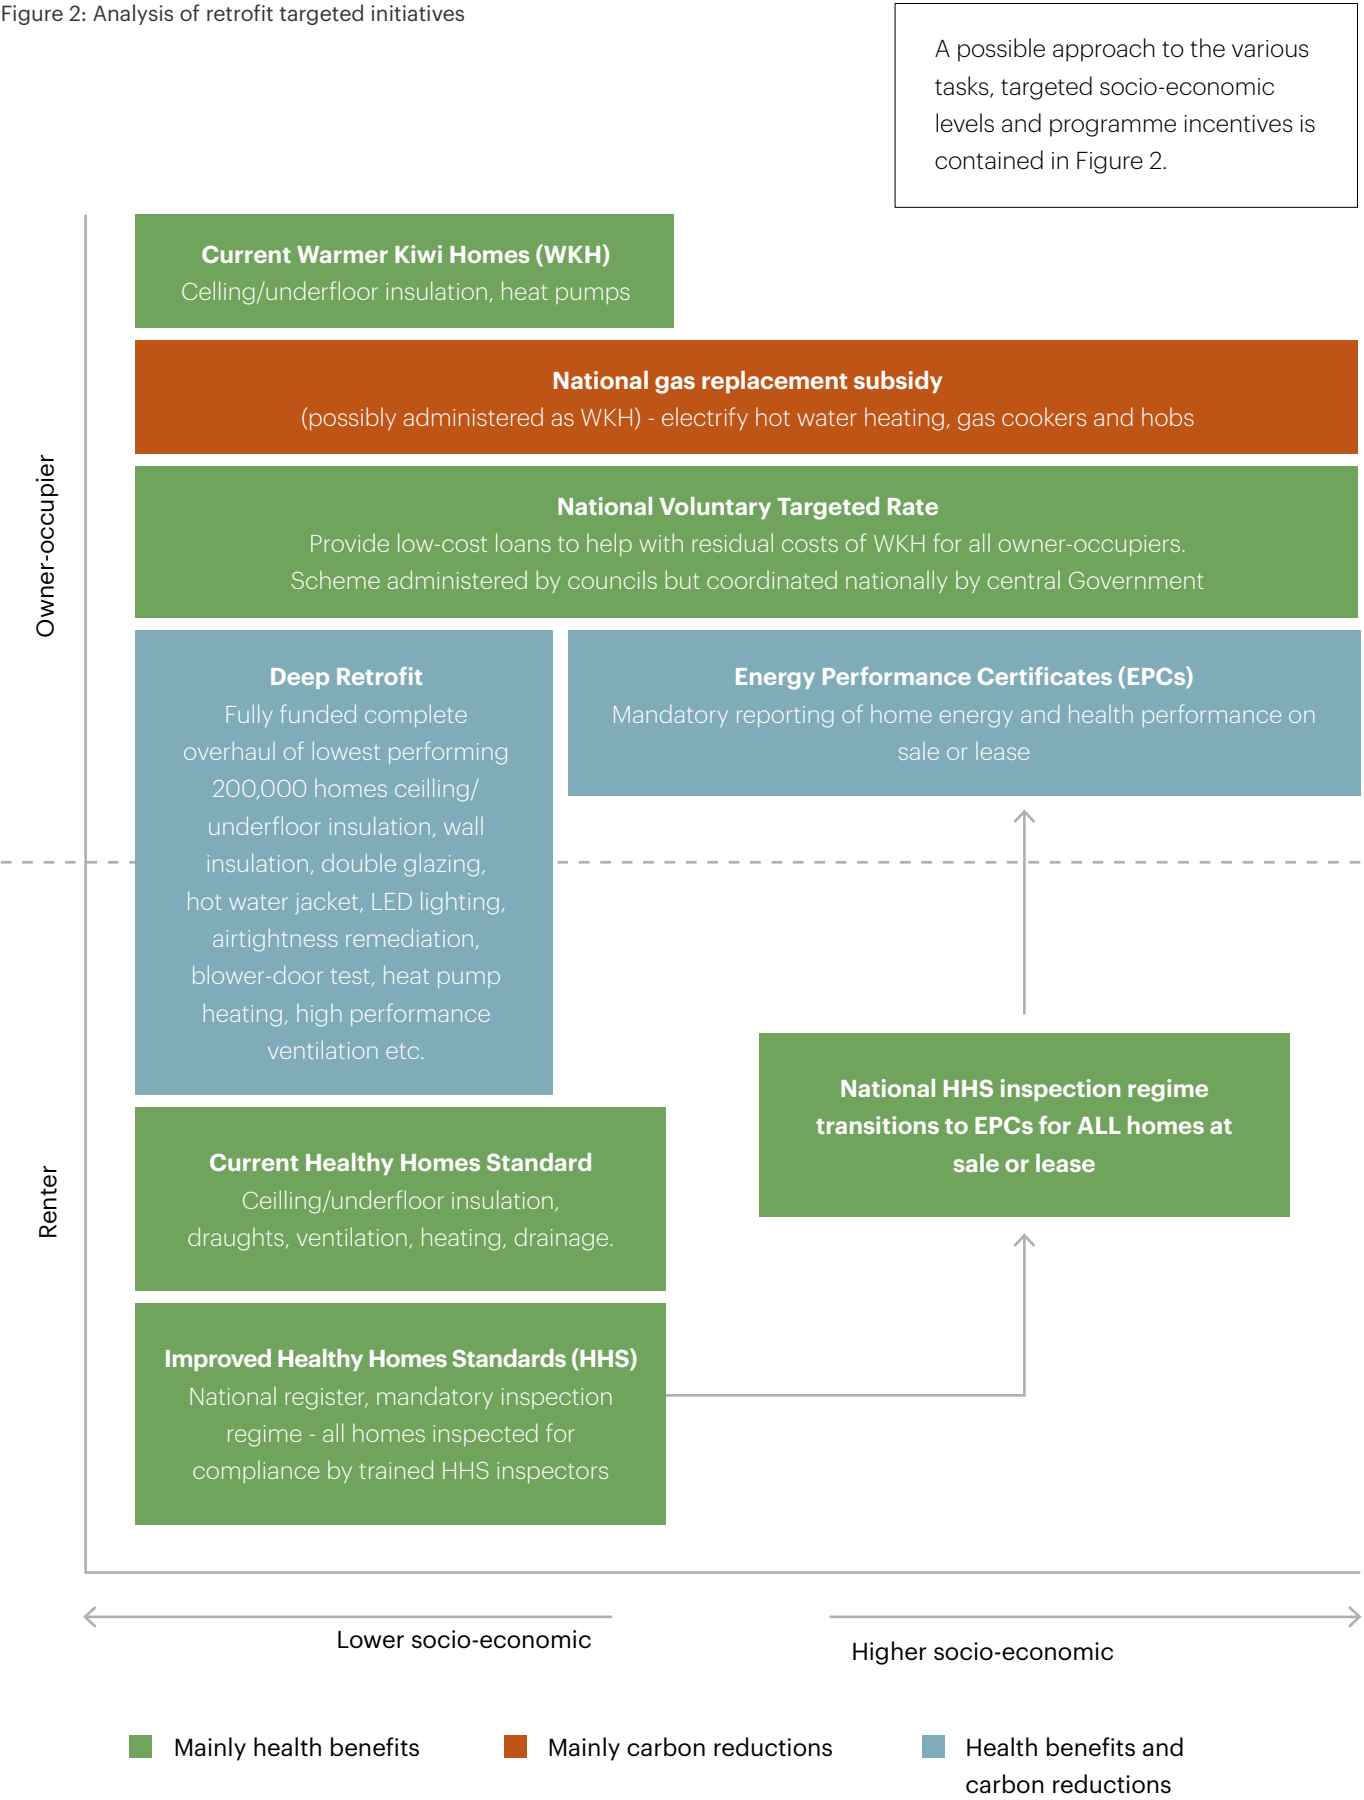 Figure 2: Analysis of retrofit targeted initiatives
A possible approach to the various
tasks, targeted socio-economic
levels and programme incentives is
contained in Figure 2.
Current Warmer Kiwi Homes (WKH)
Celling/underfloor insulation, heat pumps
National gas replacement subsidy
(possibly administered as WKH) - electrify hot water heating, gas cookers and hobs
National Voluntary Targeted Rate
Provide low-cost loans to help with residual costs of WKH for all owner-occupiers.
Scheme administered by councils but coordinated nationally by central Government
Owner-occupier
Deep Retrofit
Fully funded complete
overhaul of lowest performing
200,000 homes ceilling/
underfloor insulation, wall
insulation, double glazing,
hot water jacket, LED lighting,
airtightness remediation,
blower-door test, heat pump
heating, high performance
ventilation etc.
Energy Performance Certificates (EPCs)
Mandatory reporting of home energy and health performance on
sale or lease
National HHS inspection regime
transitions to EPCs for ALL homes at
sale or lease
Renter
Current Healthy Homes Standard
Ceilling/underfloor insulation,
draughts, ventilation, heating, drainage.
Improved Healthy Homes Standards (HHS)
National register, mandatory inspection
regime - all homes inspected for
compliance by trained HHS inspectors
Lower socio-economic
Higher socio-economic
Mainly health benefits
Mainly carbon reductions
Health benefits and
carbon reductions